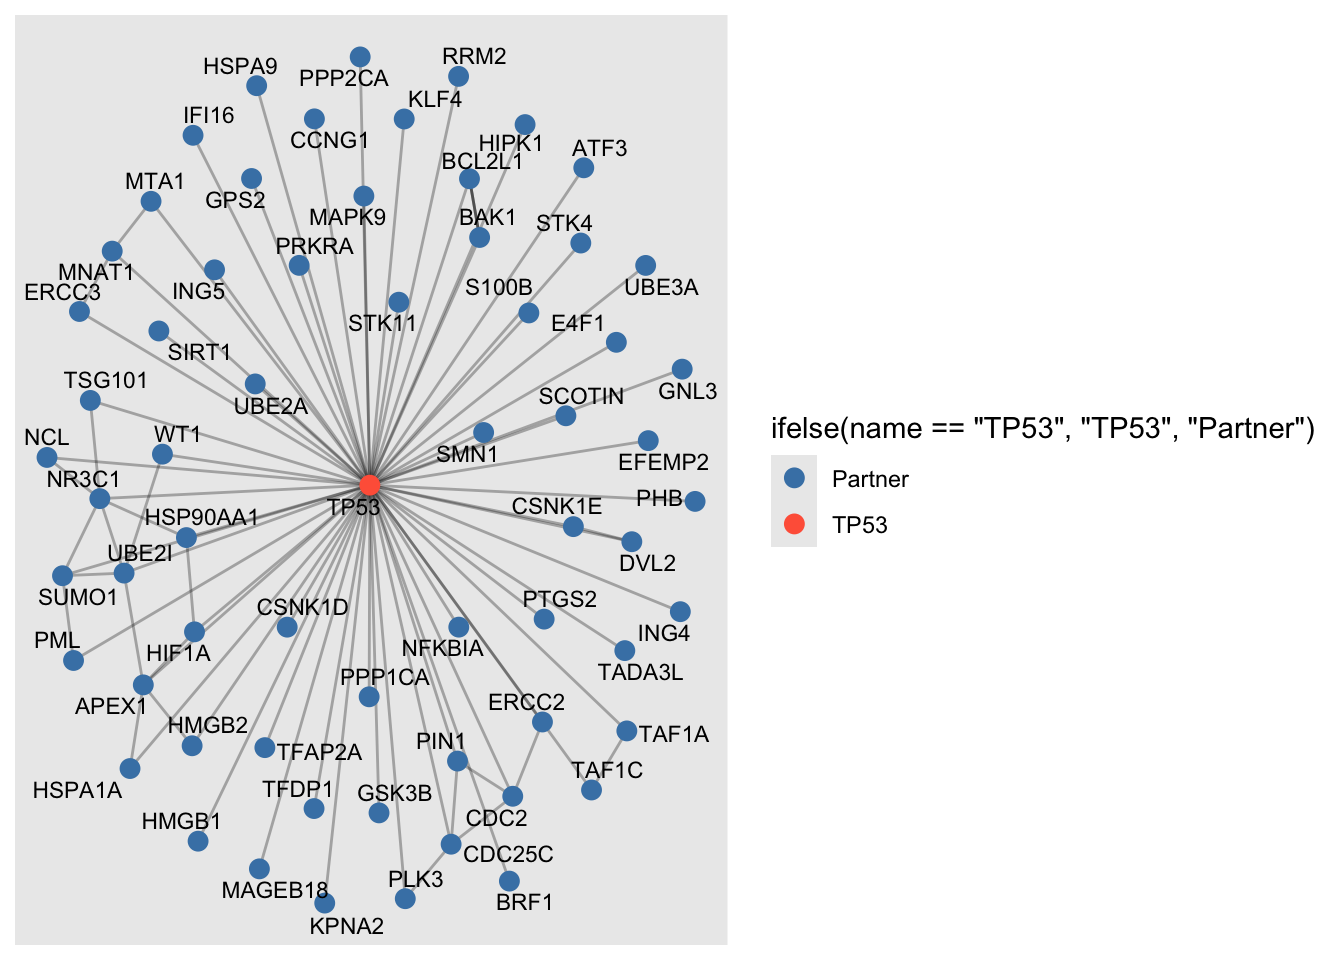 RRM2
HSPA9
PPP2CA
KLF4
IFI16
CCNG1
HIPK1
ATF3
BCL2L1
MTA1
GPS2
MAPK9
BAK1
STK4
PRKRA
MNAT1
ING5
ERCC3
S100B
UBE3A
STK11
E4F1
SIRT1
TSG101
UBE2A
SCOTIN
GNL3
NCL
WT1
SMN1
EFEMP2
NR3C1
HSP90AA1
TP53
CSNK1E
PHB
UBE2I
DVL2
SUMO1
CSNK1D
PTGS2
PML
HIF1A
NFKBIA
ING4
TADA3L
PPP1CA
APEX1
ERCC2
HMGB2
PIN1
TAF1A
TFAP2A
TAF1C
HSPA1A
TFDP1
GSK3B
HMGB1
CDC2
CDC25C
MAGEB18
PLK3
BRF1
KPNA2
ifelse(name == "TP53", "TP53", "Partner")
Partner
TP53